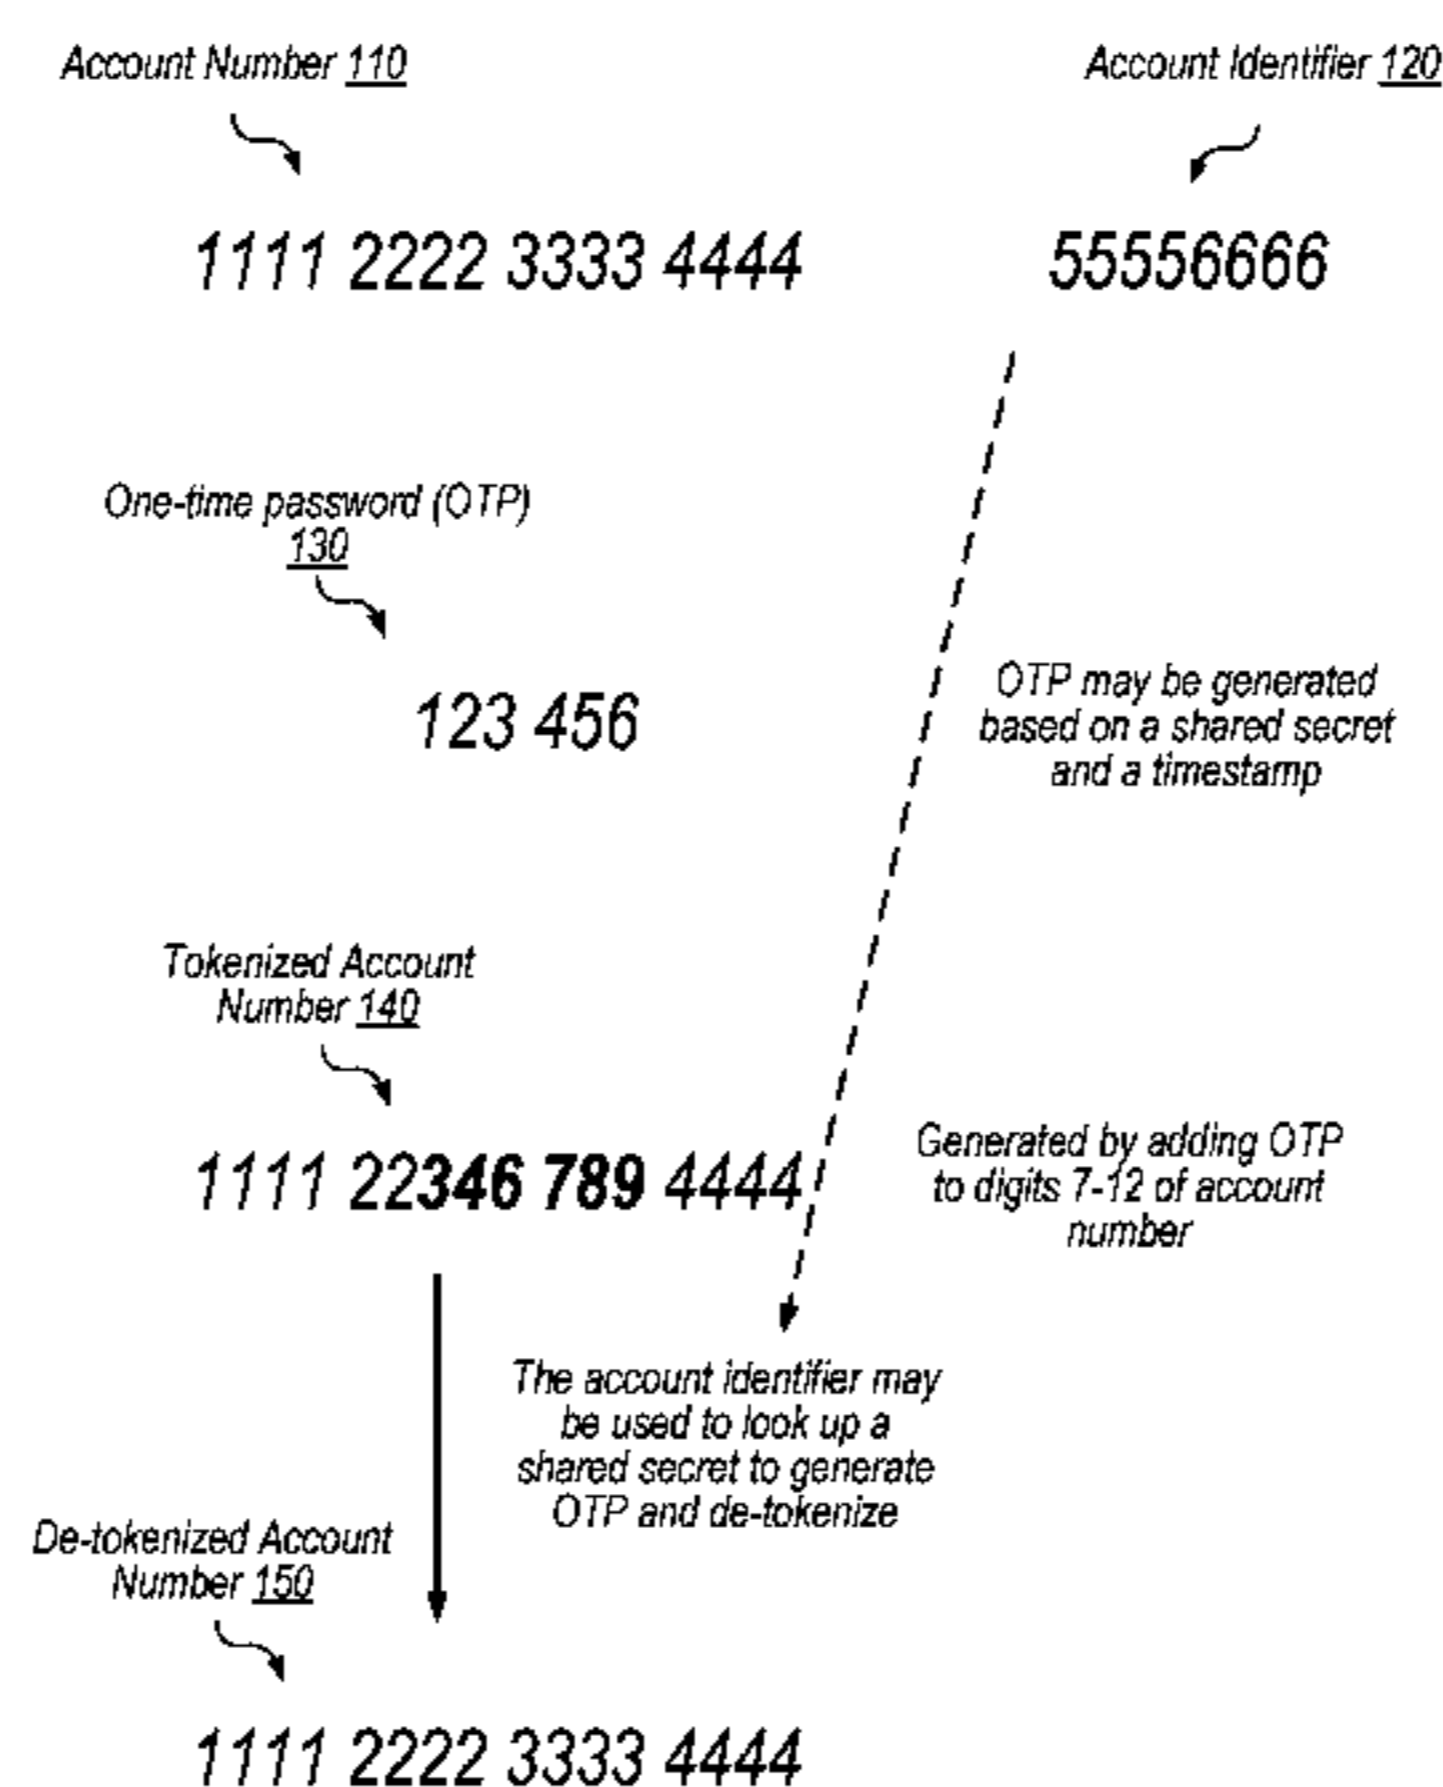 Account Number 110
Account Identifier 120
1111 2222 3333 4444
55556666
One-time password (OTP)
130
123 456
OTP may be generated
based on a shared secret
and a timestamp
Tokenized Account
Number 140
1111 22346 789 4444
Generated by adding OTP
to digits 7-12 of account
number
The account identifier may
be used to look up a
shared secret to generate
OTP and de-tokenize
De-tokenized Account
Number 150
1111 2222 3333 4444